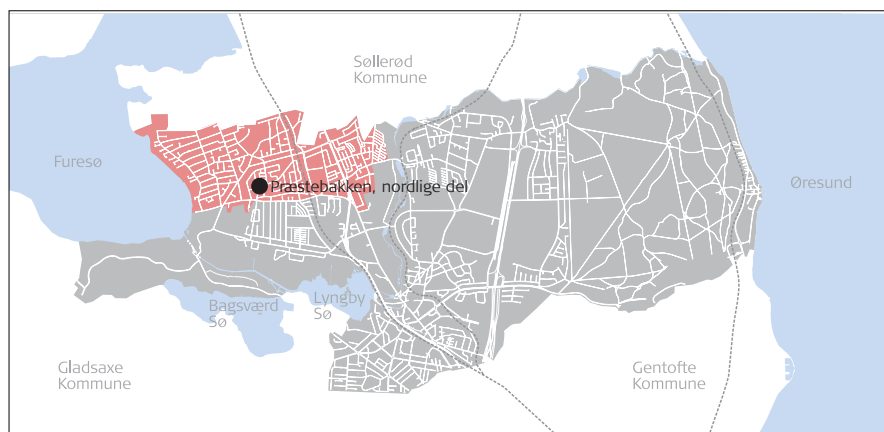 Søllerød
Kommune
Furesø
Præstebakken, nordlige del
Øresund
Bagsværd
Sø
Lyngby
Sø
Gladsaxe
Kommune
Gentofte
Kommune